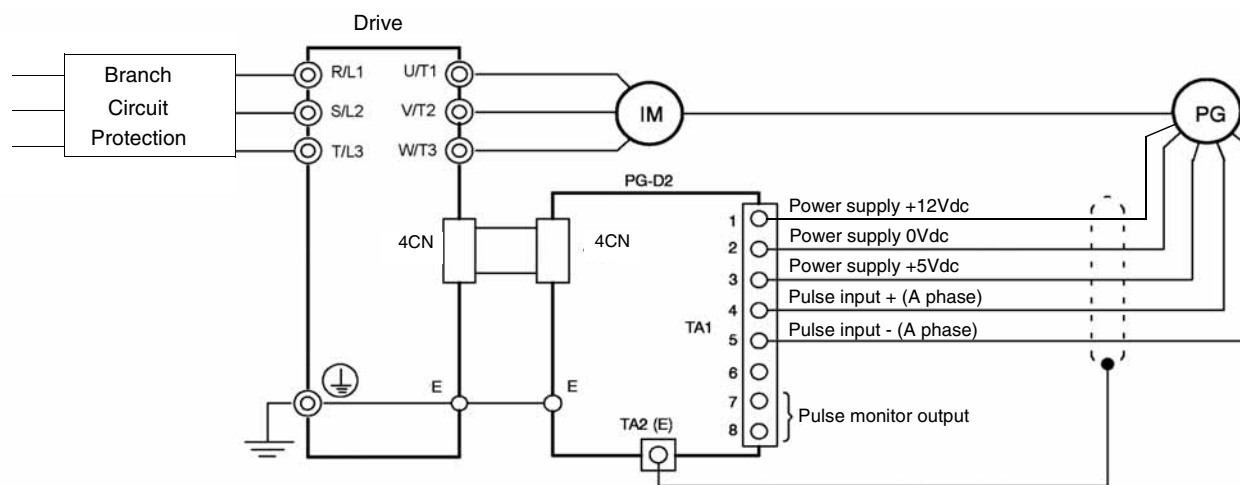 Drive
Branch
Circuit
Protection
R/L1
S/L2
T/L3
U/T1
V/T2
W/T3
IM
PG
PG-D2
4CN
4CN
1
2
3
4
5
6
7
8
Power supply +12Vdc
Power supply 0Vdc
Power supply +5Vdc
Pulse input + (A phase)
Pulse input - (A phase)
TA1
Pulse monitor output
E
E
TA2 (E)